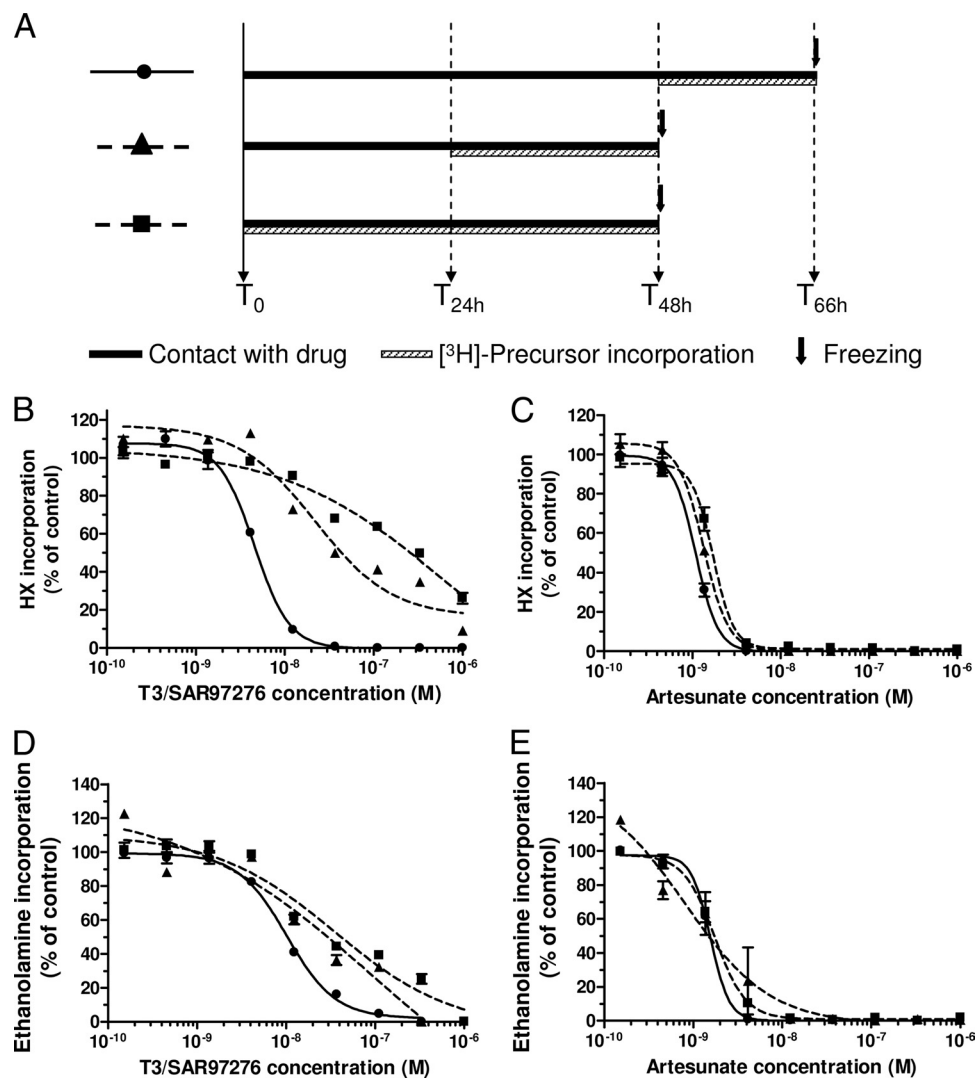 A
T0
T24h
T48h
T66h
Contact with drug
[³H]-Precursor incorporation
Freezing
B
HX incorporation
(% of control)
120
100
80
60
40
20
0
10⁻¹⁰
10⁻⁹
10⁻⁸
10⁻⁷
10⁻⁶
T3/SAR97276 concentration (M)
C
HX incorporation
(% of control)
120
100
80
60
40
20
0
10⁻¹⁰
10⁻⁹
10⁻⁸
10⁻⁷
10⁻⁶
Artesunate concentration (M)
D
Ethanolamine incorporation
(% of control)
140
120
100
80
60
40
20
0
10⁻¹⁰
10⁻⁹
10⁻⁸
10⁻⁷
10⁻⁶
T3/SAR97276 concentration (M)
E
Ethanolamine incorporation
(% of control)
140
120
100
80
60
40
20
0
10⁻¹⁰
10⁻⁹
10⁻⁸
10⁻⁷
10⁻⁶
Artesunate concentration (M)